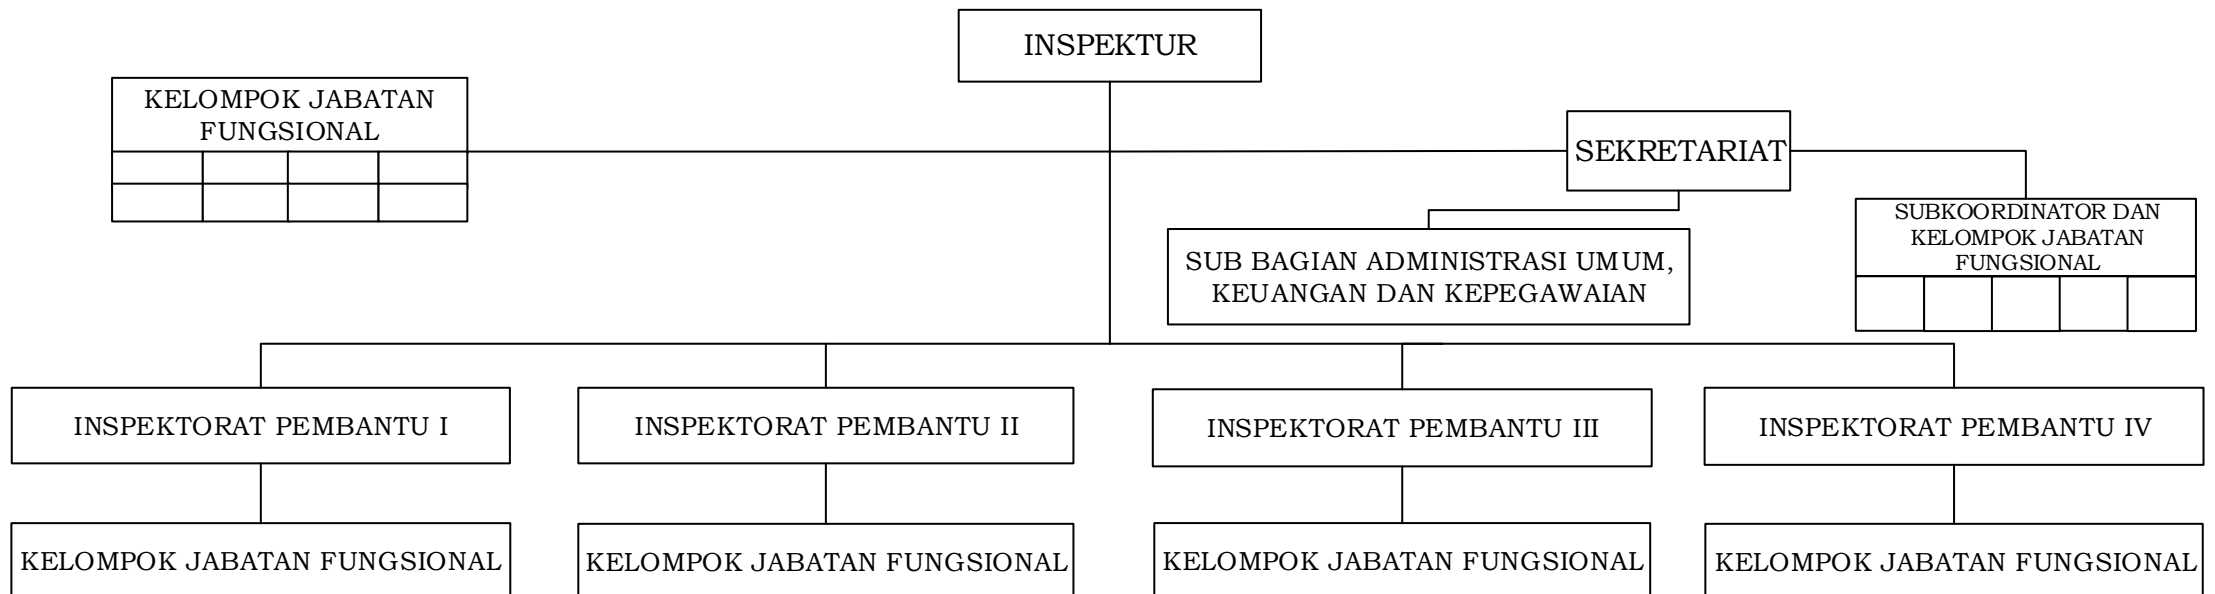 INSPEKTUR
KELOMPOK JABATAN
FUNGSIONAL
SEKRETARIAT
SUBKOORDINATOR DAN
KELOMPOK JABATAN
FUNGSIONAL
SUB BAGIAN ADMINISTRASI UMUM,
KEUANGAN DAN KEPEGAWAIAN
INSPEKTORAT PEMBANTU I
INSPEKTORAT PEMBANTU II
INSPEKTORAT PEMBANTU III
INSPEKTORAT PEMBANTU IV
KELOMPOK JABATAN FUNGSIONAL
KELOMPOK JABATAN FUNGSIONAL
KELOMPOK JABATAN FUNGSIONAL
KELOMPOK JABATAN FUNGSIONAL